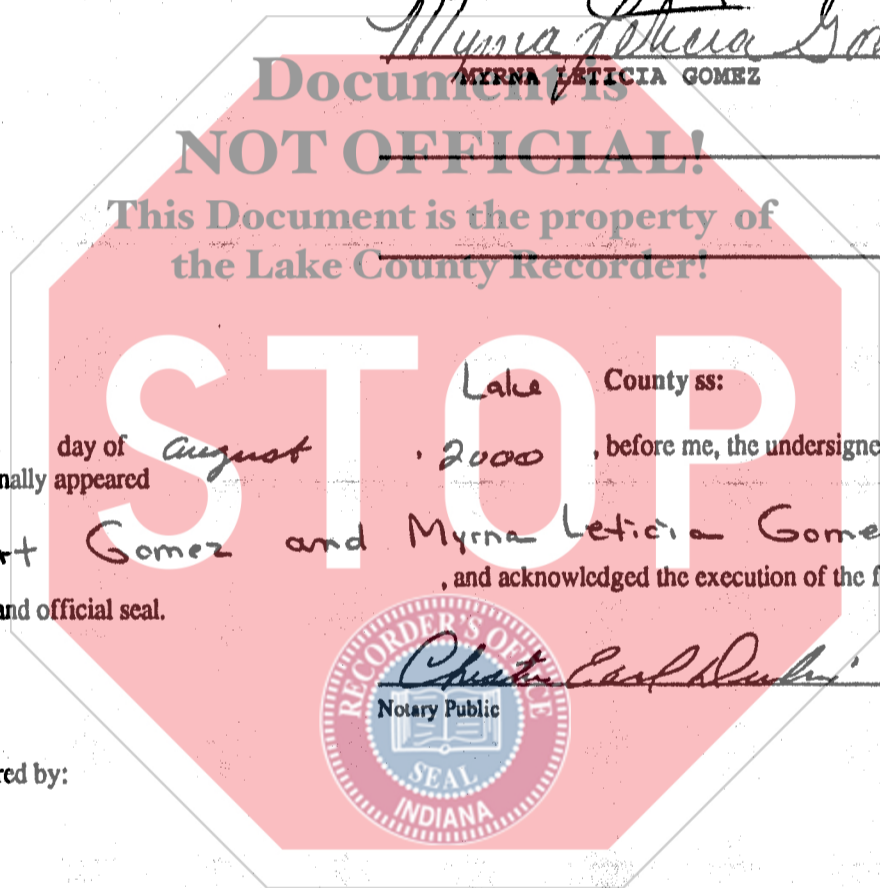 Myrna Leticia Go
MYRNA LETICIA GOMEZ
Document is
NOT OFFICIAL!
This Document is the property of
the Lake County Recorder!
STOP
Lake County ss:
day of August , 2000 , before me, the undersigne
nally appeared
rt Gomez and Myrna Leticia Gome
, and acknowledged the execution of the f
and official seal.
RECORDER'S OFFICE
Notary Public
SEAL
INDIANA
red by: